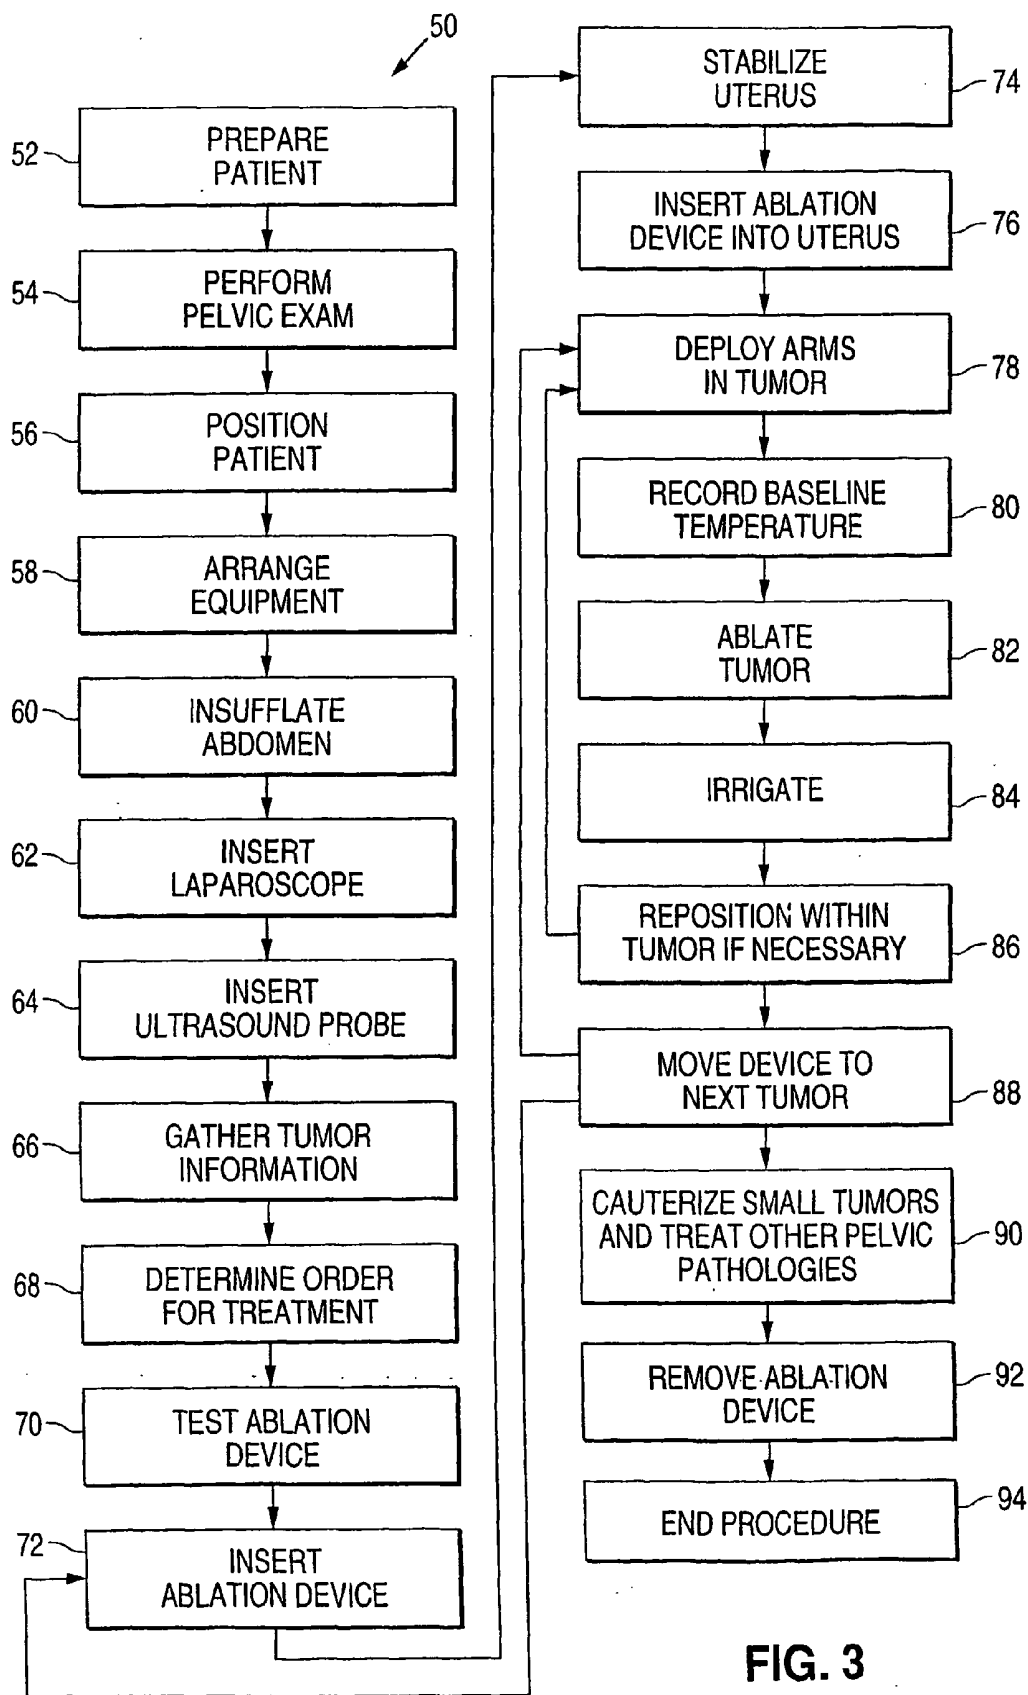 50
52
PREPARE
PATIENT
54
PERFORM
PELVIC EXAM
56
POSITION
PATIENT
58
ARRANGE
EQUIPMENT
60
INSUFFLATE
ABDOMEN
62
INSERT
LAPAROSCOPE
64
INSERT
ULTRASOUND PROBE
66
GATHER TUMOR
INFORMATION
68
DETERMINE ORDER
FOR TREATMENT
70
TEST ABLATION
DEVICE
72
INSERT
ABLATION DEVICE
STABILIZE
UTERUS
74
INSERT ABLATION
DEVICE INTO UTERUS
76
DEPLOY ARMS
IN TUMOR
78
RECORD BASELINE
TEMPERATURE
80
ABLATE
TUMOR
82
IRRIGATE
84
REPOSITION WITHIN
TUMOR IF NECESSARY
86
MOVE DEVICE TO
NEXT TUMOR
88
CAUTERIZE SMALL TUMORS
AND TREAT OTHER PELVIC
PATHOLOGIES
90
REMOVE ABLATION
DEVICE
92
END PROCEDURE
94
FIG. 3